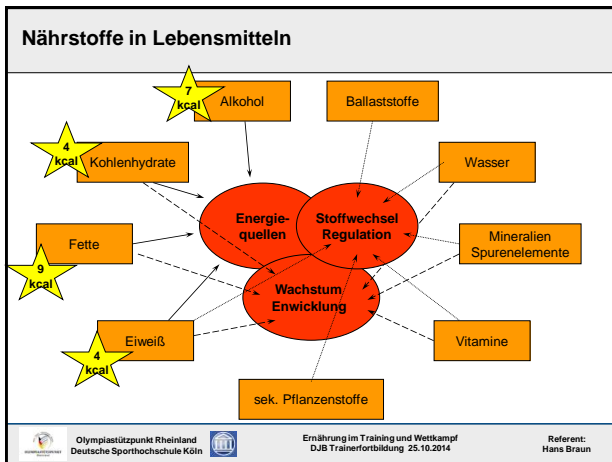 Nährstoffe in Lebensmitteln
7
kcal
Alkohol
Ballaststoffe
4
kcal
Kohlenhydrate
Wasser
Energie-
quellen
Stoffwechsel
Regulation
Fette
9
kcal
Mineralien
Spurenelemente
Wachstum
Enwicklung
Eiweiß
4
kcal
Vitamine
sek. Pflanzenstoffe
Olympiastützpunkt Rheinland
Deutsche Sporthochschule Köln
Ernährung im Training und Wettkampf
DJB Trainerfortbildung 25.10.2014
Referent:
Hans Braun